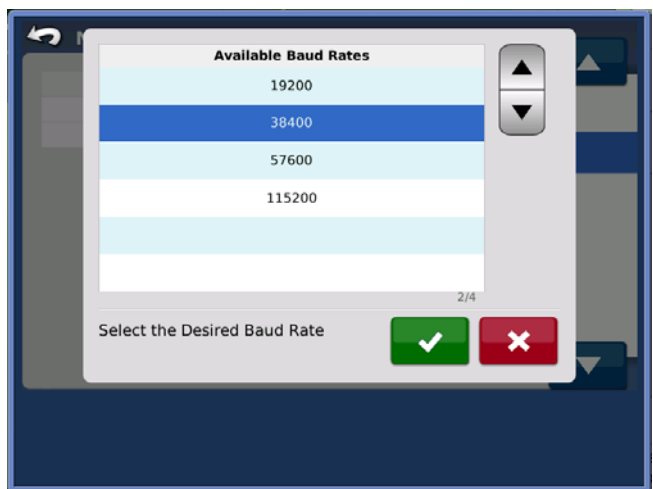 Available Baud Rates
19200
38400
57600
115200
2/4
Select the Desired Baud Rate